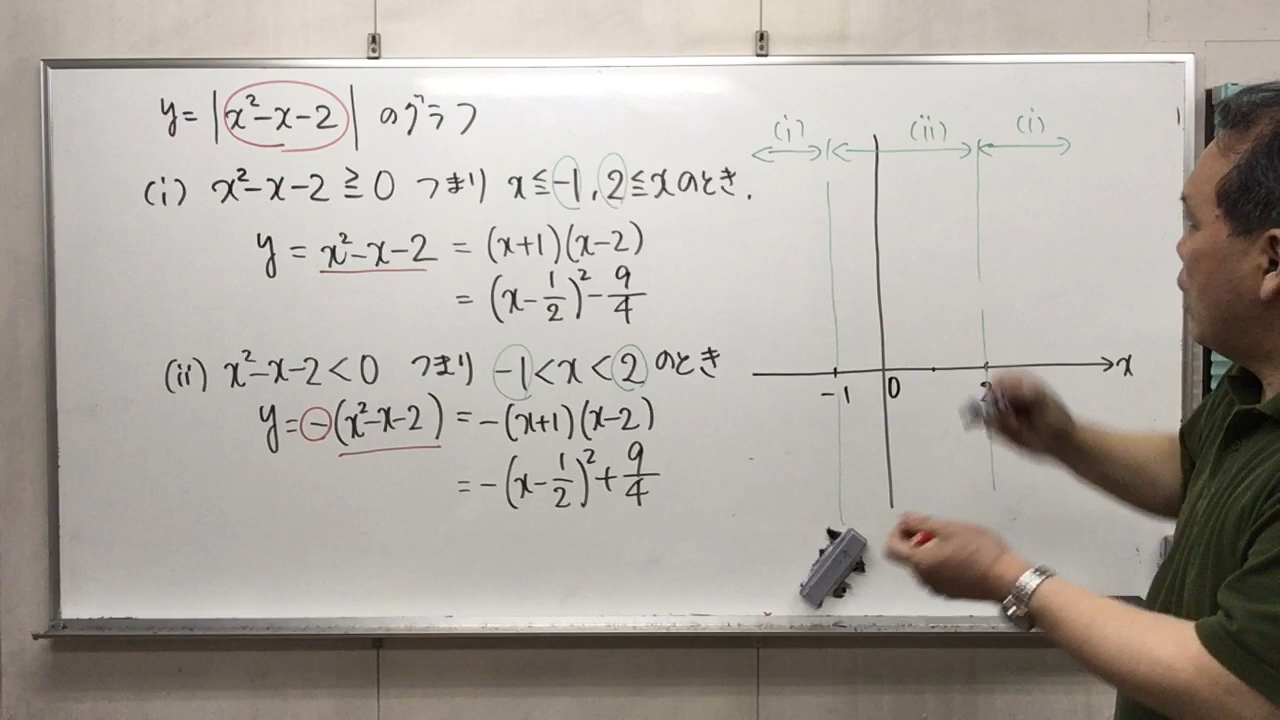 y = |x²-x-2| のグラフ
(i) x²-x-2 ≧ 0 つまり x ≦ -1, 2 ≦ x のとき.
y = x²-x-2 = (x+1)(x-2)
= (x-1/2)² - 9/4
(ii) x²-x-2 < 0 つまり -1 < x < 2 のとき
y = -(x²-x-2) = -(x+1)(x-2)
= -(x-1/2)² + 9/4
(i) (ii) (i)
-1 0 2 x